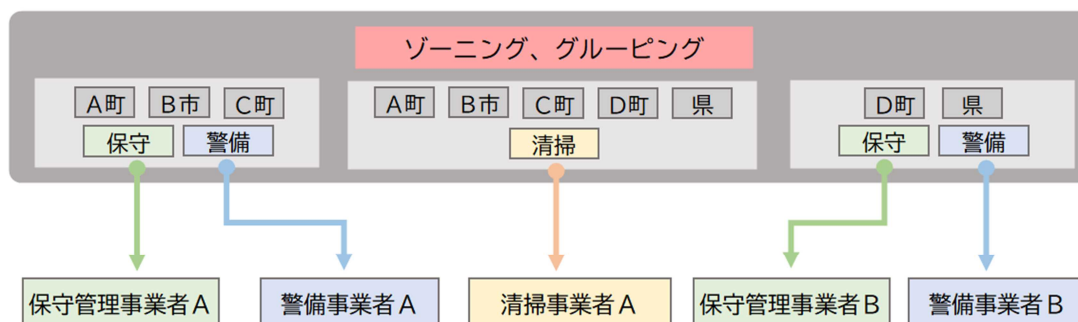 ゾーニング、グルーピング
A町 B市 C町
保守 警備
A町 B市 C町 D町 県
清掃
D町 県
保守 警備
保守管理事業者A
警備事業者A
清掃事業者A
保守管理事業者B
警備事業者B